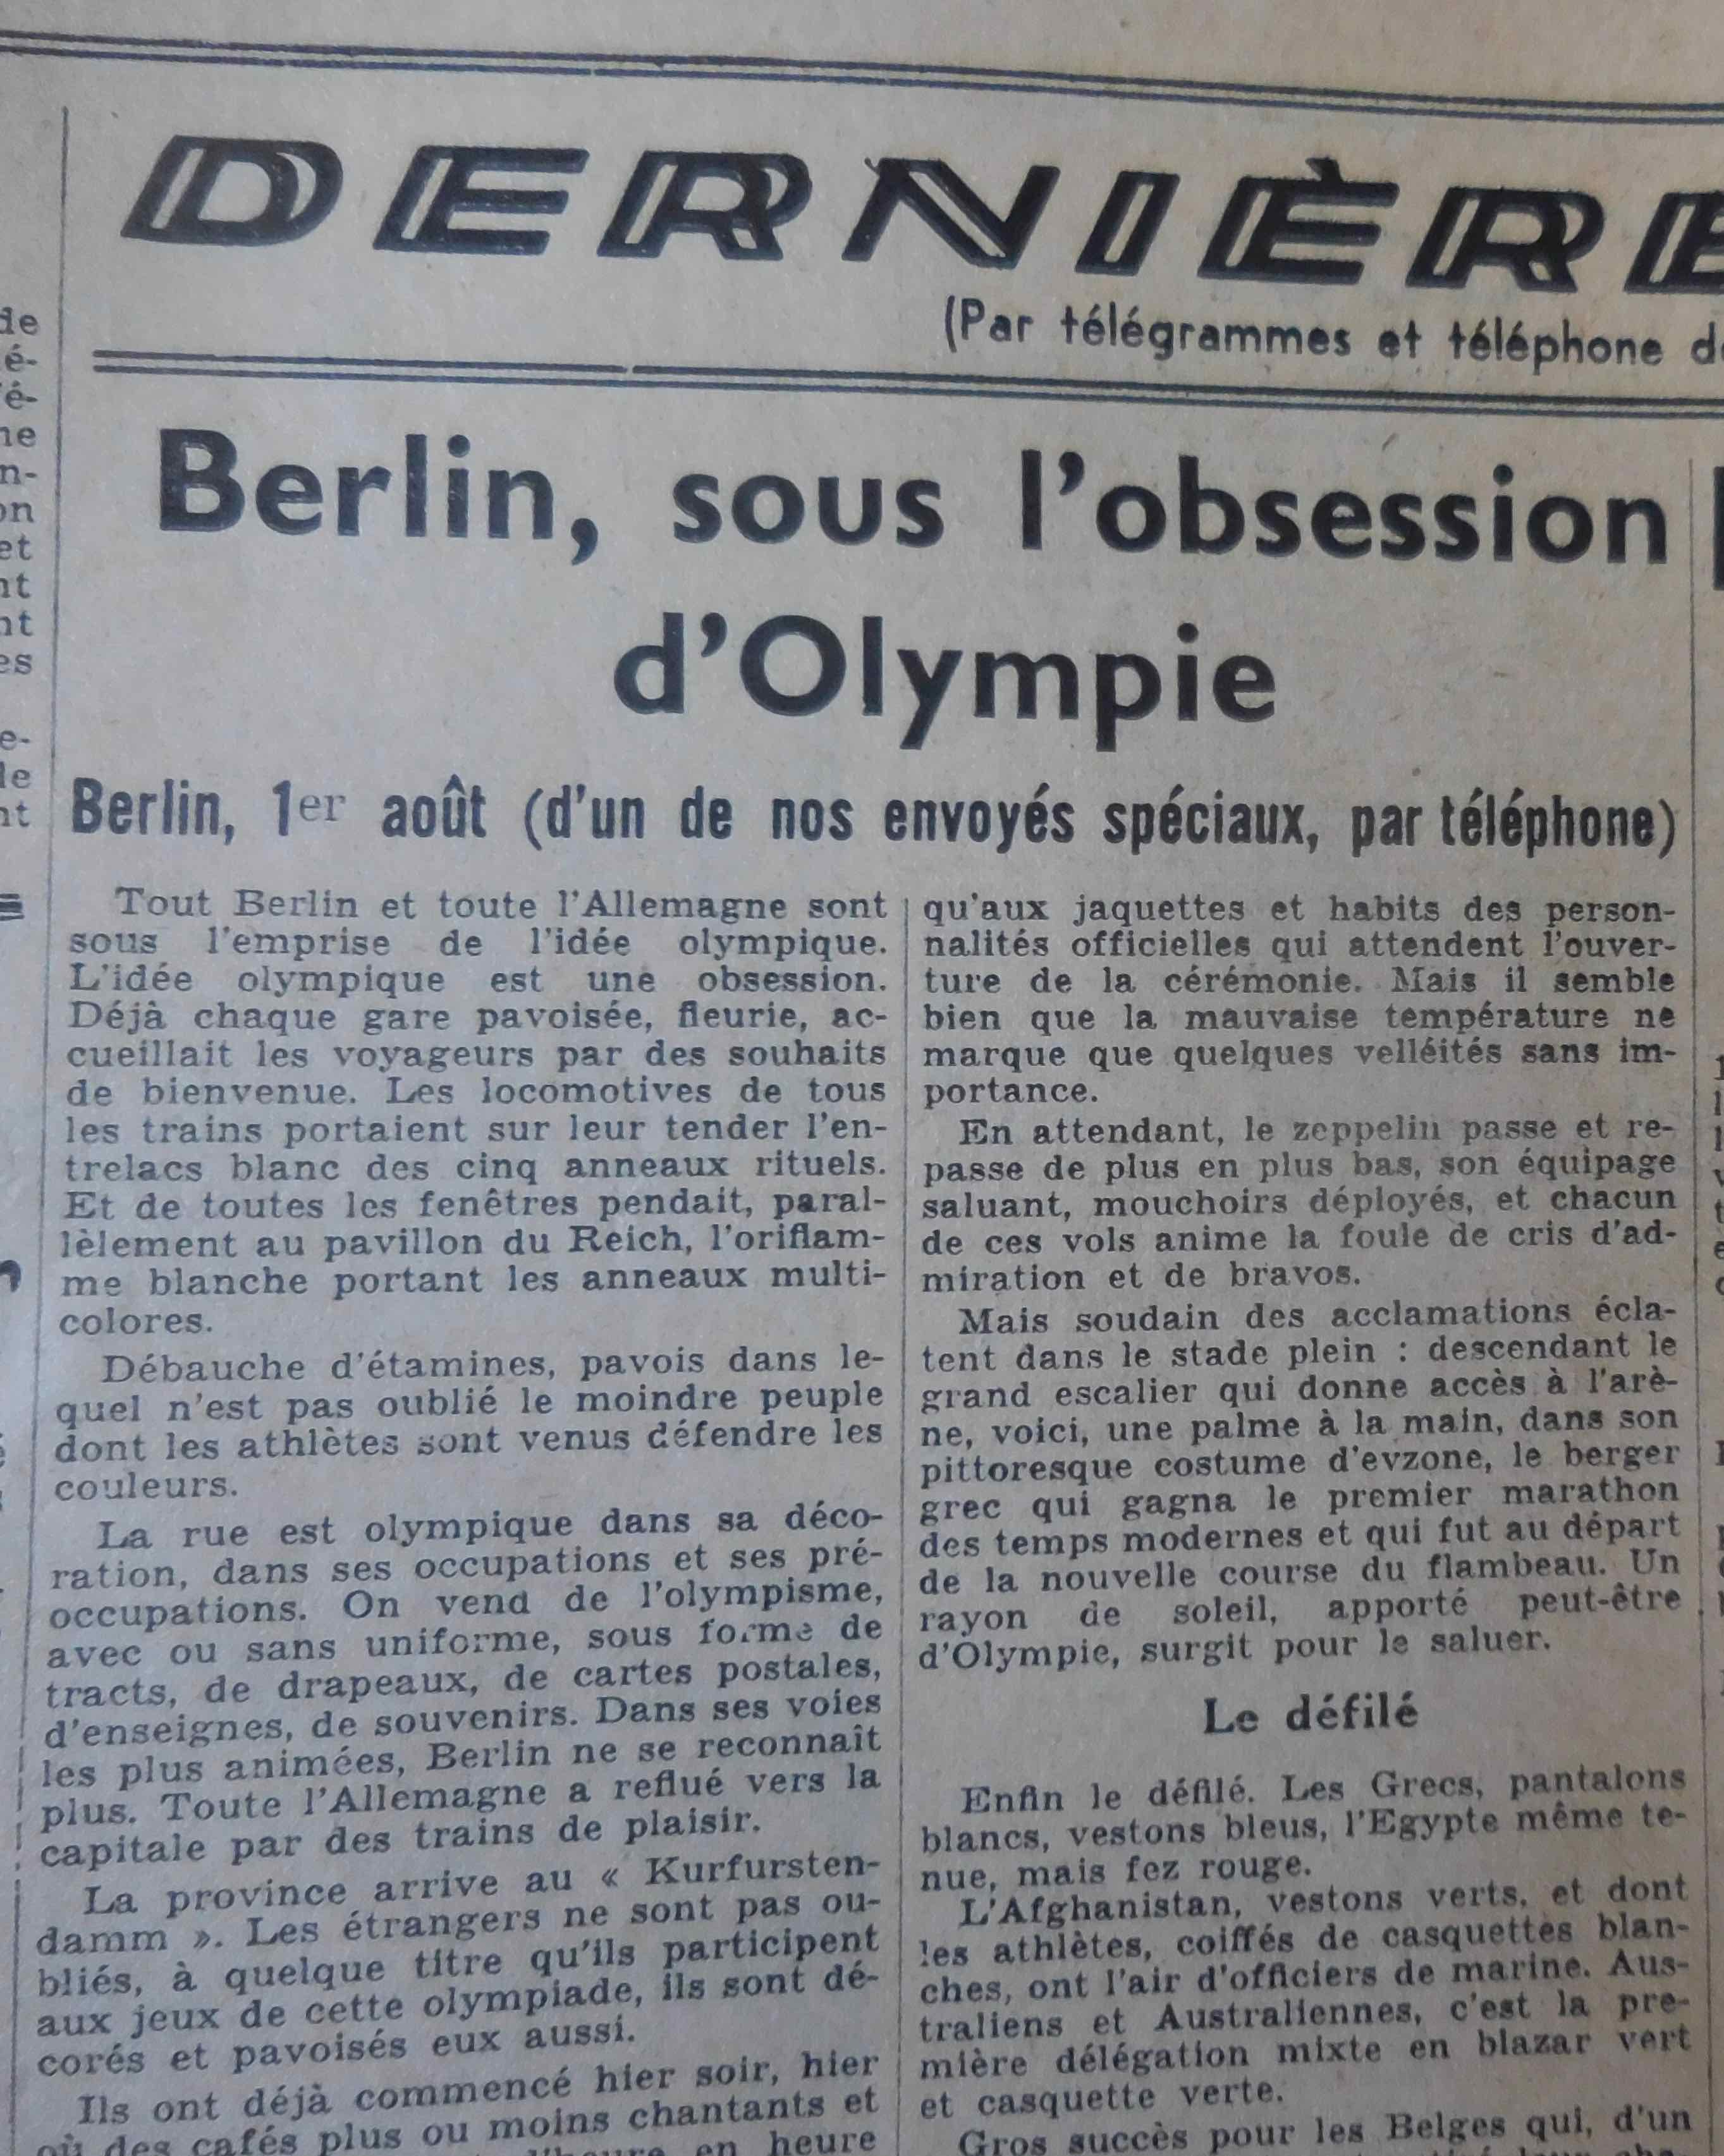 DERNIÈRE
(Par télégrammes et téléphone
Berlin, sous l'obsession
d'Olympie
Berlin, 1er août (d'un de nos envoyés spéciaux, par téléphone)
Tout Berlin et toute l'Allemagne sont
sous l'emprise de l'idée olympique.
L'idée olympique est une obsession.
Déjà chaque gare pavoisée, fleurie, ac-
cueillait les voyageurs par des souhaits
de bienvenue. Les locomotives de tous
les trains portaient sur leur tender l'en-
trelacs blanc des cinq anneaux rituels.
Et de toutes les fenêtres pendait, paral-
lèlement au pavillon du Reich, l'oriflam-
me blanche portant les anneaux multi-
colores.
Débauche d'étamines, pavois dans le-
quel n'est pas oublié le moindre peuple
dont les athlètes sont venus défendre les
couleurs.
La rue est olympique dans sa déco-
ration, dans ses occupations et ses pré-
occupations. On vend de l'olympisme,
avec ou sans uniforme, sous forme de
tracts, de drapeaux, de cartes postales,
d'enseignes, de souvenirs. Dans ses voies
les plus animées, Berlin ne se reconnaît
plus. Toute l'Allemagne a reflué vers la
capitale par des trains de plaisir.
La province arrive au « Kurfursten-
damm ». Les étrangers ne sont pas ou-
bliés, à quelque titre qu'ils participent
aux jeux de cette olympiade, ils sont dé-
corés et pavoisés eux aussi.
Ils ont déjà commencé hier soir, hier
où des cafés plus ou moins chantants et
l'heure en heure
qu'aux jaquettes et habits des person-
nalités officielles qui attendent l'ouver-
ture de la cérémonie. Mais il semble
bien que la mauvaise température ne
marque que quelques velléités sans im-
portance.
En attendant, le zeppelin passe et re-
passe de plus en plus bas, son équipage
saluant, mouchoirs déployés, et chacun
de ces vols anime la foule de cris d'ad-
miration et de bravos.
Mais soudain des acclamations écla-
tent dans le stade plein : descendant le
grand escalier qui donne accès à l'arè-
ne, voici, une palme à la main, dans son
pittoresque costume d'evzone, le berger
grec qui gagna le premier marathon
des temps modernes et qui fut au départ
de la nouvelle course du flambeau. Un
rayon de soleil, apporté peut-être
d'Olympie, surgit pour le saluer.
Le défilé
Enfin le défilé. Les Grecs, pantalons
blancs, vestons bleus, l'Egypte même te-
nue, mais fez rouge.
L'Afghanistan, vestons verts, et dont
les athlètes, coiffés de casquettes blan-
ches, ont l'air d'officiers de marine. Aus-
traliens et Australiennes, c'est la pre-
mière délégation mixte en blazar vert
et casquette verte.
Gros succès pour les Belges qui, d'un